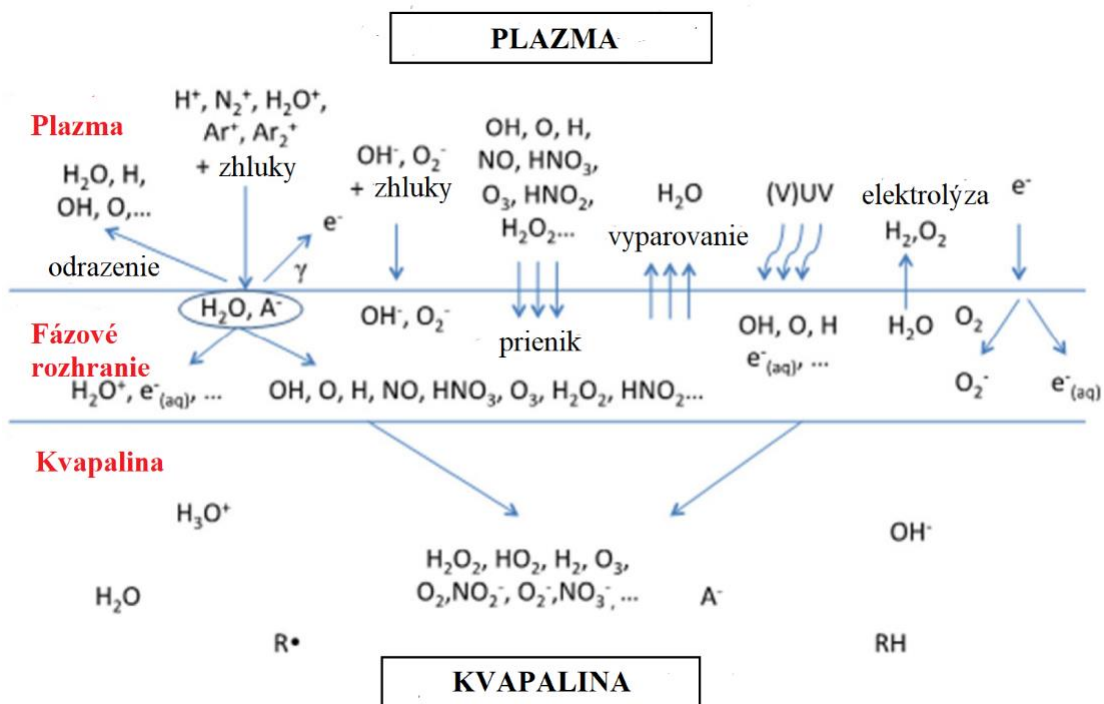 PLAZMA
Plazma
H₂O, H,
OH, O,...
odrazenie
H⁺, N₂⁺, H₂O⁺,
Ar⁺, Ar₂⁺
+ zhluky
e⁻
γ
OH⁻, O₂⁻
+ zhluky
OH, O, H,
NO, HNO₃,
O₃, HNO₂,
H₂O₂...
H₂O
vyparovanie
(V)UV
elektrolýza
H₂,O₂
e⁻
Fázové
rozhranie
H₂O, A⁻
OH⁻, O₂⁻
prienik
OH, O, H
e⁻(aq), ...
H₂O
O₂
O₂⁻
e⁻(aq)
H₂O⁺, e⁻(aq), ...
OH, O, H, NO, HNO₃, O₃, H₂O₂, HNO₂...
Kvapalina
H₃O⁺
OH⁻
H₂O₂, HO₂, H₂, O₃,
O₂,NO₂⁻, O₂⁻,NO₃⁻, ...
H₂O
A⁻
R•
RH
KVAPALINA